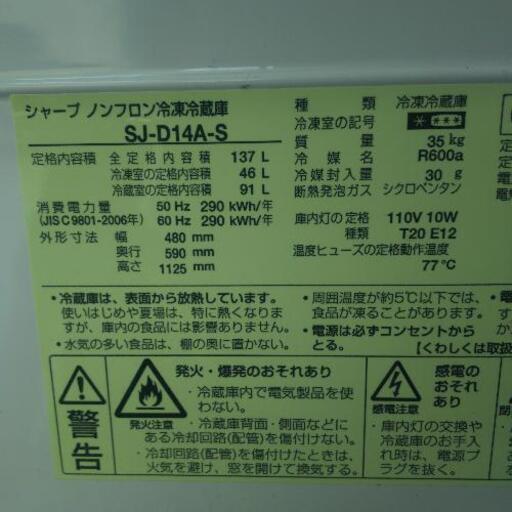 シャープ ノンフロン冷凍冷蔵庫
SJ-D14A-S
定格内容積 全定格内容積 137 L
冷凍室の定格内容積 46 L
冷蔵室の定格内容積 91 L
消費電力量 50 Hz 290 kWh/年
(JIS C 9801-2006年) 60 Hz 290 kWh/年
外形寸法 幅 480 mm
奥行 590 mm
高さ 1125 mm
種類 冷凍冷蔵庫
冷凍室の記号 * ***
質量 35 kg
冷媒 R600a
冷媒封入量 30 g
断熱発泡ガス シクロペンタン
庫内灯の定格 110V 10W
T20 E12
温度ヒューズの定格動作温度
77℃
• 冷蔵庫は、表面から放熱しています。
使いはじめや夏場は、特に熱くなりま
すが、庫内の食品には影響ありません。
• 水気の多い食品は、棚の奥に置かない。
• 周囲温度が約5℃以下では、
食品が凍ることがあります。
• 電源は必ずコンセントから
とる。 【くわしくは取扱
警告
発火・爆発のおそれあり
発火注意
• 冷蔵庫内で電気製品を使
わない。
• 冷蔵庫背面・側面などに
ある冷却回路(配管)を傷付けない。
• 冷却回路(配管)を傷付けたときは、
火気を避け、窓を開けて換気する。
感電の
おそれ
あり
感電注意
• 庫内灯の交換や
冷蔵庫のお手入
れ時は、電源プ
ラグを抜く。